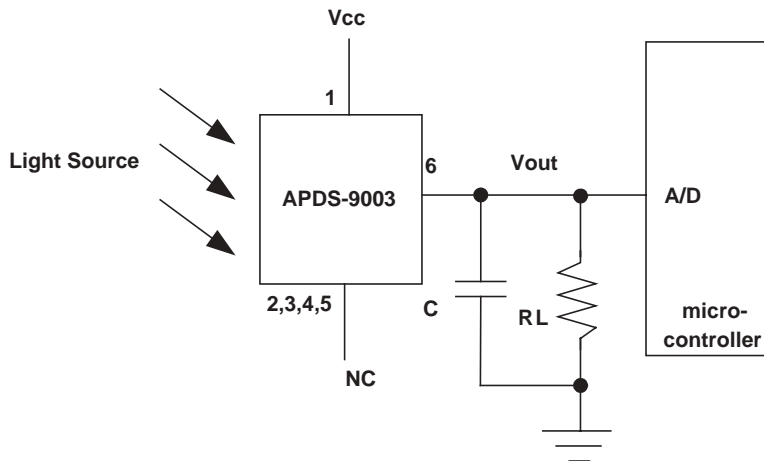 Vcc
1
Light Source
6
Vout
APDS-9003
A/D
2,3,4,5
C
RL
micro-
controller
NC